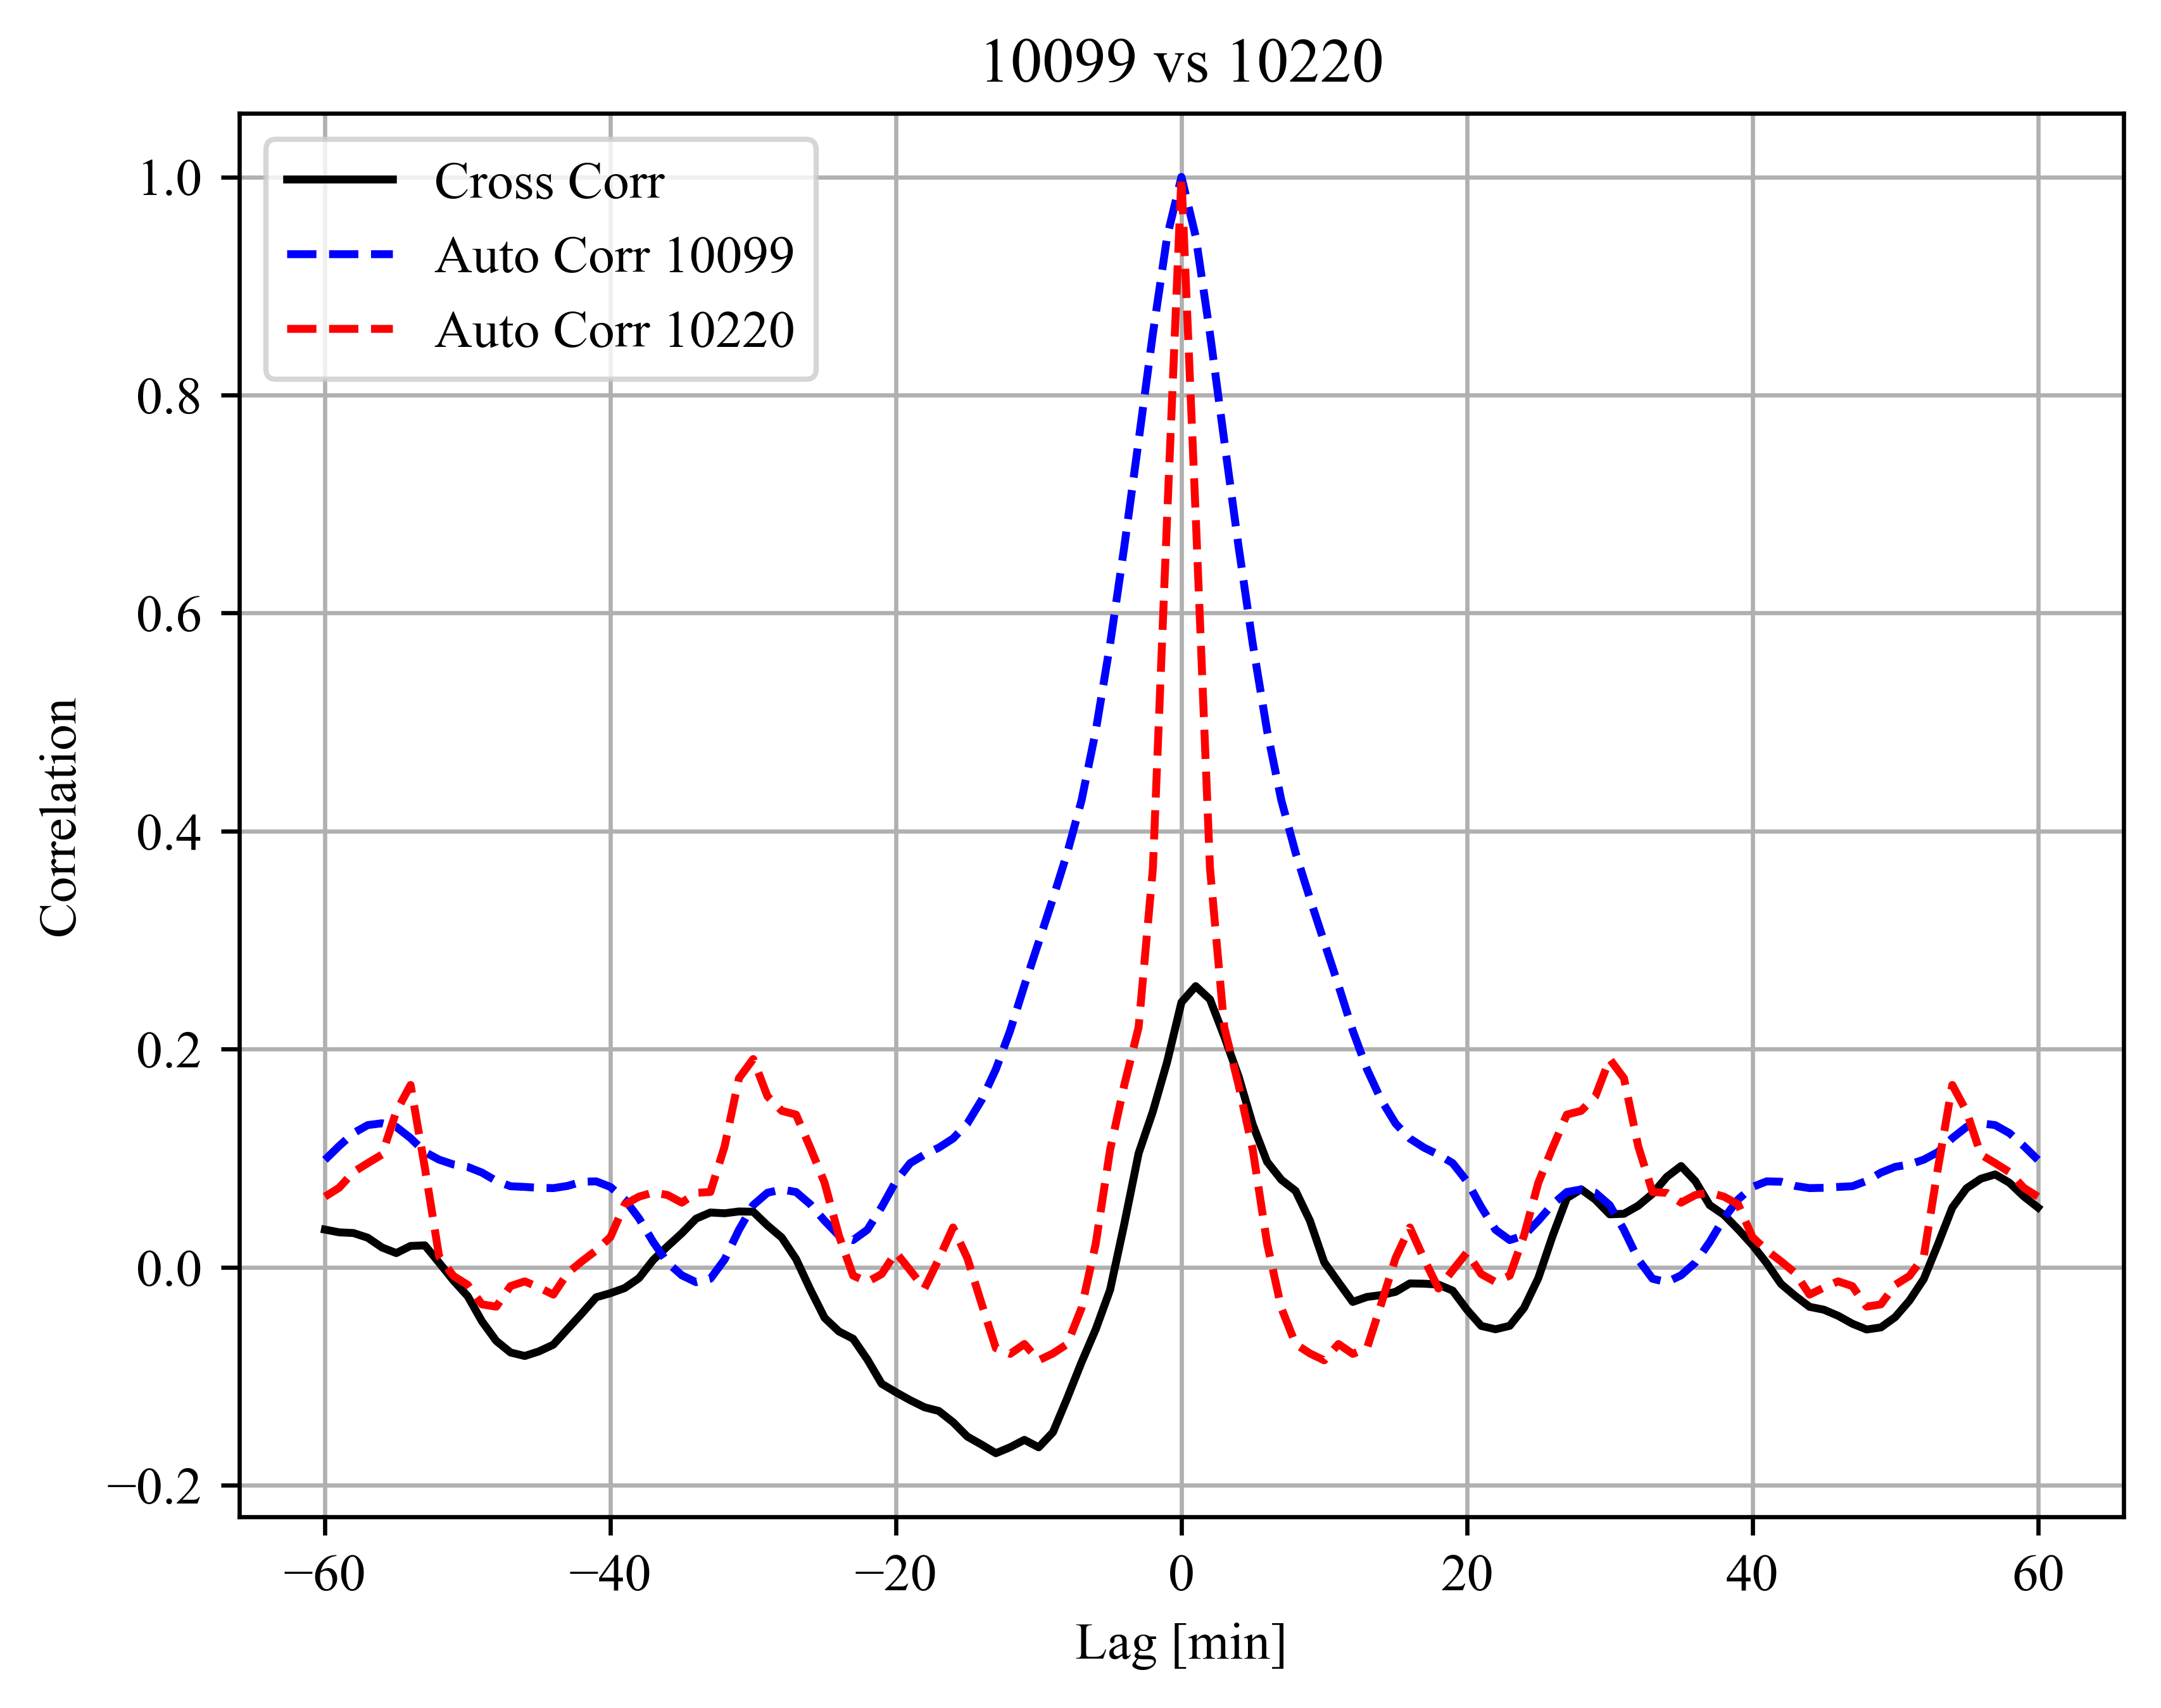 10099 vs 10220
Cross Corr
Auto Corr 10099
Auto Corr 10220
1.0
0.8
0.6
0.4
0.2
0.0
−0.2
Correlation
−60 −40 −20 0 20 40 60
Lag [min]